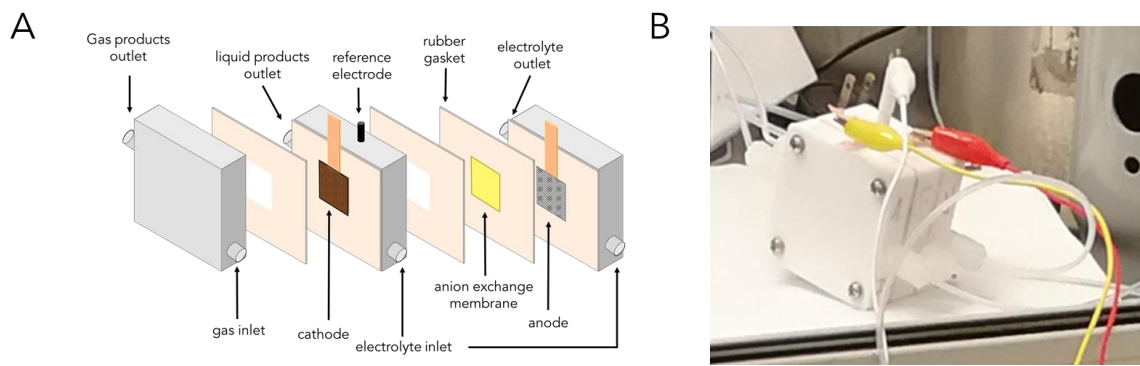 A
B
Gas products
outlet
liquid products
outlet
reference
electrode
rubber
gasket
electrolyte
outlet
gas inlet
cathode
electrolyte inlet
anion exchange
membrane
anode